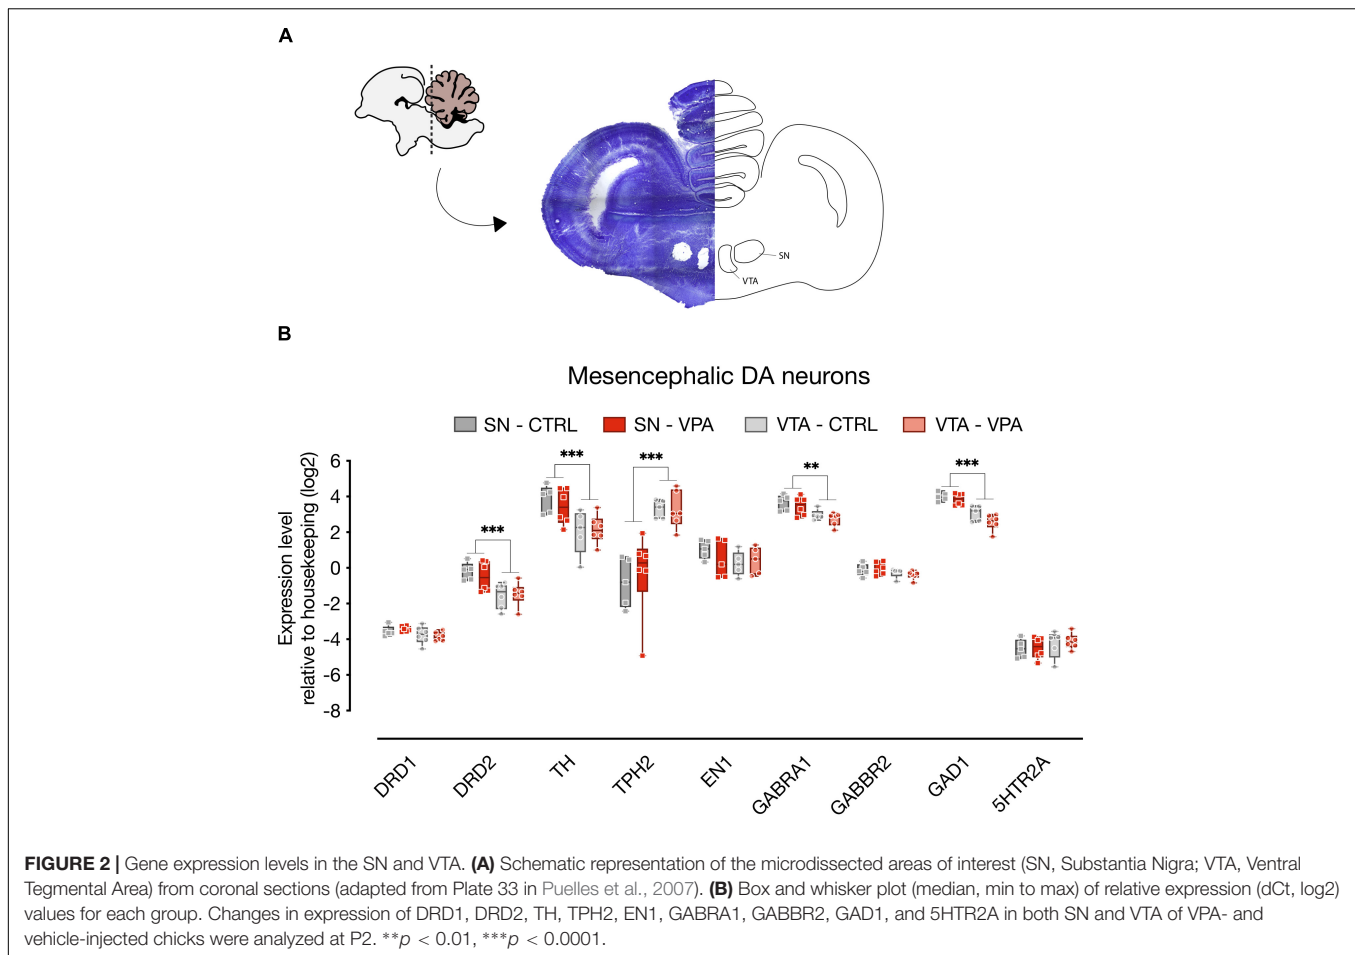 A
SN
VTA
B
Mesencephalic DA neurons
SN - CTRL SN - VPA VTA - CTRL VTA - VPA
Expression level
relative to housekeeping (log2)
6
4
2
0
-2
-4
-6
-8
***
***
***
**
***
DRD1
DRD2
TH
TPH2
EN1
GABRA1
GABBR2
GAD1
5HTR2A
FIGURE 2 | Gene expression levels in the SN and VTA. (A) Schematic representation of the microdissected areas of interest (SN, Substantia Nigra; VTA, Ventral
Tegmental Area) from coronal sections (adapted from Plate 33 in Puelles et al., 2007). (B) Box and whisker plot (median, min to max) of relative expression (dCt, log2)
values for each group. Changes in expression of DRD1, DRD2, TH, TPH2, EN1, GABRA1, GABBR2, GAD1, and 5HTR2A in both SN and VTA of VPA- and
vehicle-injected chicks were analyzed at P2. **p < 0.01, ***p < 0.0001.